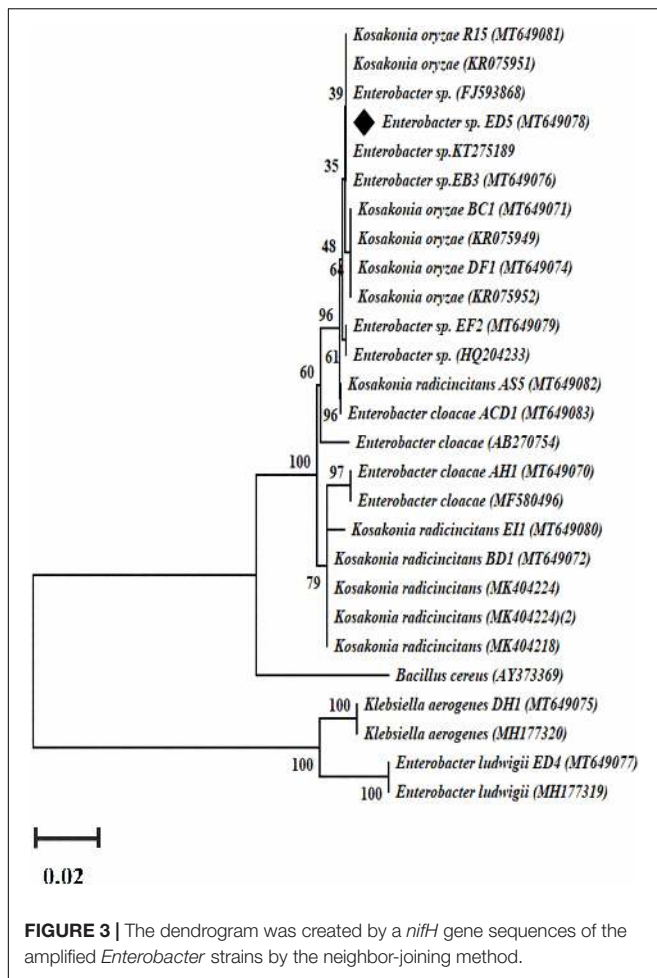 Kosakonia oryzae R15 (MT649081)
Kosakonia oryzae (KR075951)
39
Enterobacter sp. (FJ593868)
Enterobacter sp. ED5 (MT649078)
35
Enterobacter sp.KT275189
Enterobacter sp.EB3 (MT649076)
Kosakonia oryzae BC1 (MT649071)
48
Kosakonia oryzae (KR075949)
64
Kosakonia oryzae DF1 (MT649074)
Kosakonia oryzae (KR075952)
96
Enterobacter sp. EF2 (MT649079)
61
Enterobacter sp. (HQ204233)
60
Kosakonia radicincitans AS5 (MT649082)
96
Enterobacter cloacae ACD1 (MT649083)
Enterobacter cloacae (AB270754)
100
97
Enterobacter cloacae AH1 (MT649070)
Enterobacter cloacae (MF580496)
Kosakonia radicincitans EI1 (MT649080)
Kosakonia radicincitans BD1 (MT649072)
79
Kosakonia radicincitans (MK404224)
Kosakonia radicincitans (MK404224)(2)
Kosakonia radicincitans (MK404218)
Bacillus cereus (AY373369)
100
Klebsiella aerogenes DH1 (MT649075)
Klebsiella aerogenes (MH177320)
100
Enterobacter ludwigii ED4 (MT649077)
100
Enterobacter ludwigii (MH177319)
0.02
FIGURE 3 | The dendrogram was created by a nifH gene sequences of the
amplified Enterobacter strains by the neighbor-joining method.